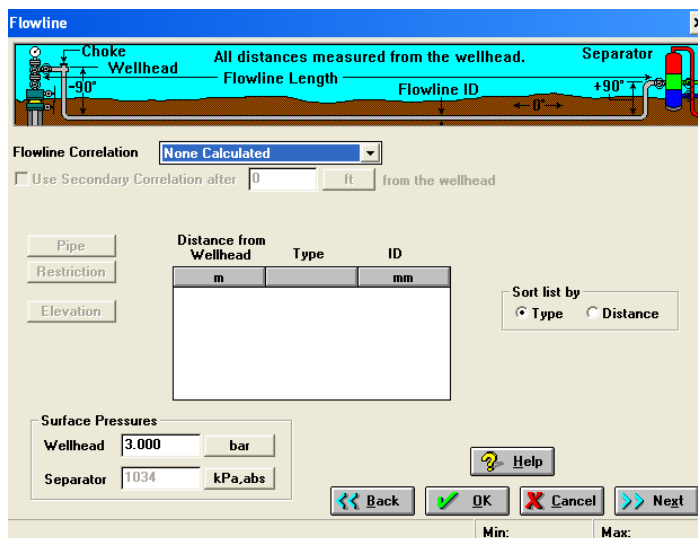 Flowline
Choke
All distances measured from the wellhead.
Separator
Wellhead
Flowline Length
-90°
Flowline ID
+90°
0°
Flowline Correlation
None Calculated
Use Secondary Correlation after 0 ft from the wellhead
Pipe
Restriction
Elevation
Distance from Wellhead Type ID
m mm
Sort list by
Type Distance
Surface Pressures
Wellhead 3.000 bar
Separator 1034 kPa,abs
Help
Back OK Cancel Next
Min: Max: